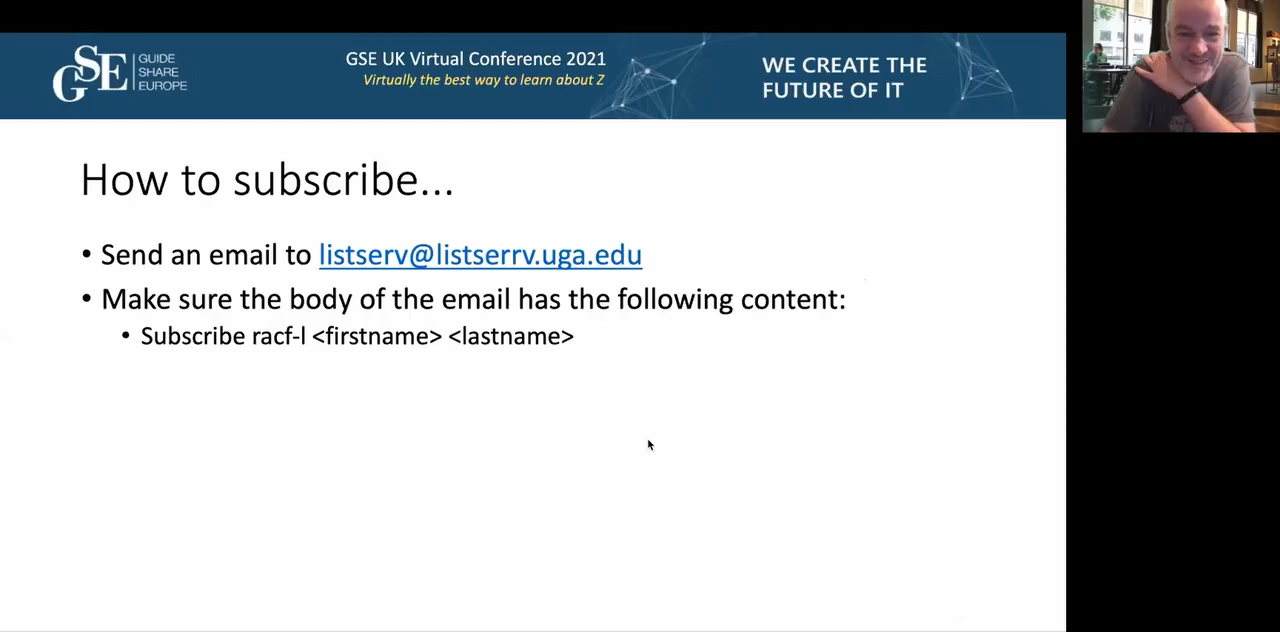 GSE
GUIDE
SHARE
EUROPE
GSE UK Virtual Conference 2021
Virtually the best way to learn about Z
WE CREATE THE
FUTURE OF IT
How to subscribe...
• Send an email to listserv@listserrv.uga.edu
• Make sure the body of the email has the following content:
• Subscribe racf-l <firstname> <lastname>